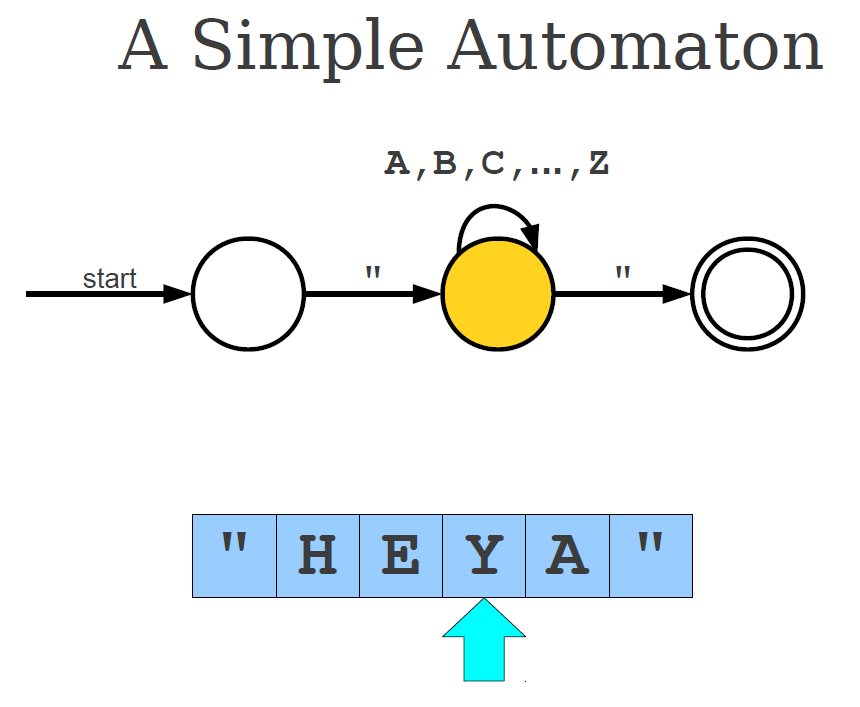 A Simple Automaton
A,B,C,...,Z
start " "
" H E Y A "